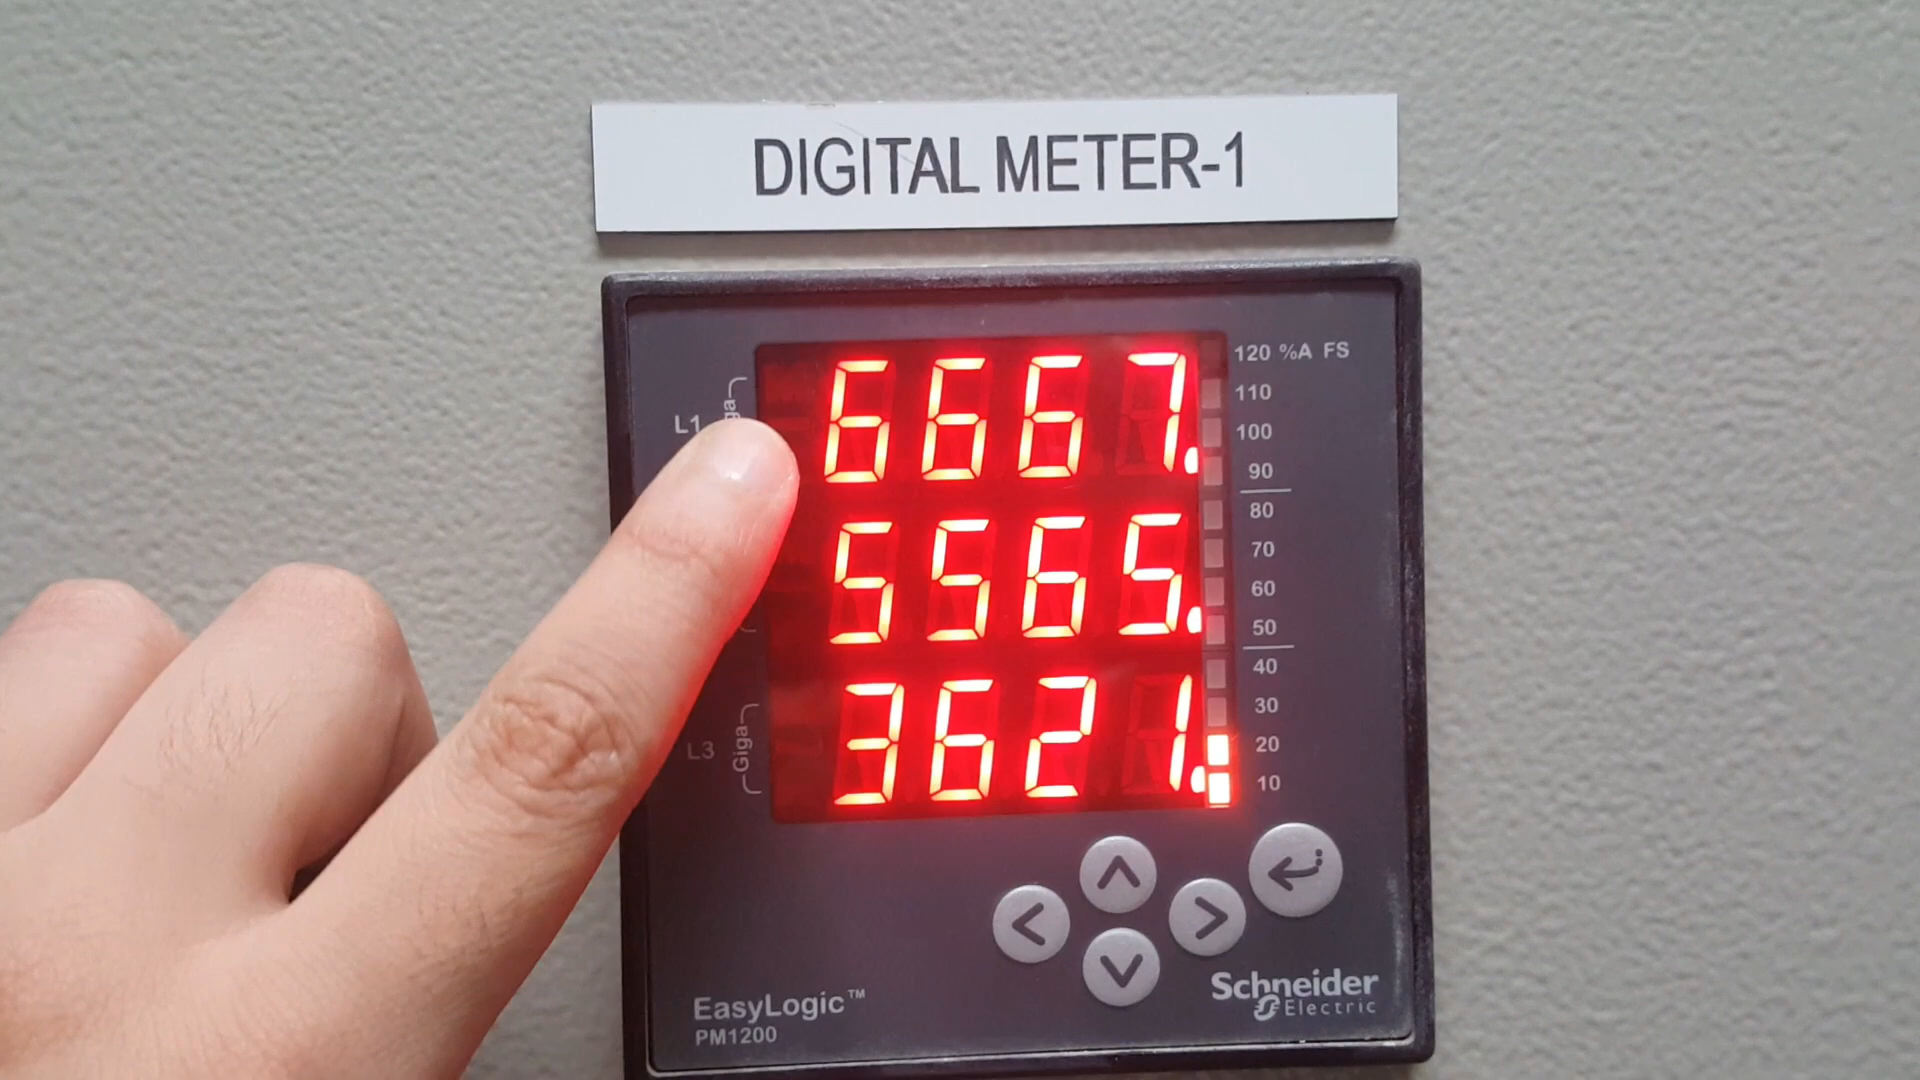 DIGITAL METER-1
120 %A FS
110
L1
6667.
100
90
80
70
5565.
60
50
40
30
L3
Giga
3621.
20
10
EasyLogic™
PM1200
Schneider
Electric